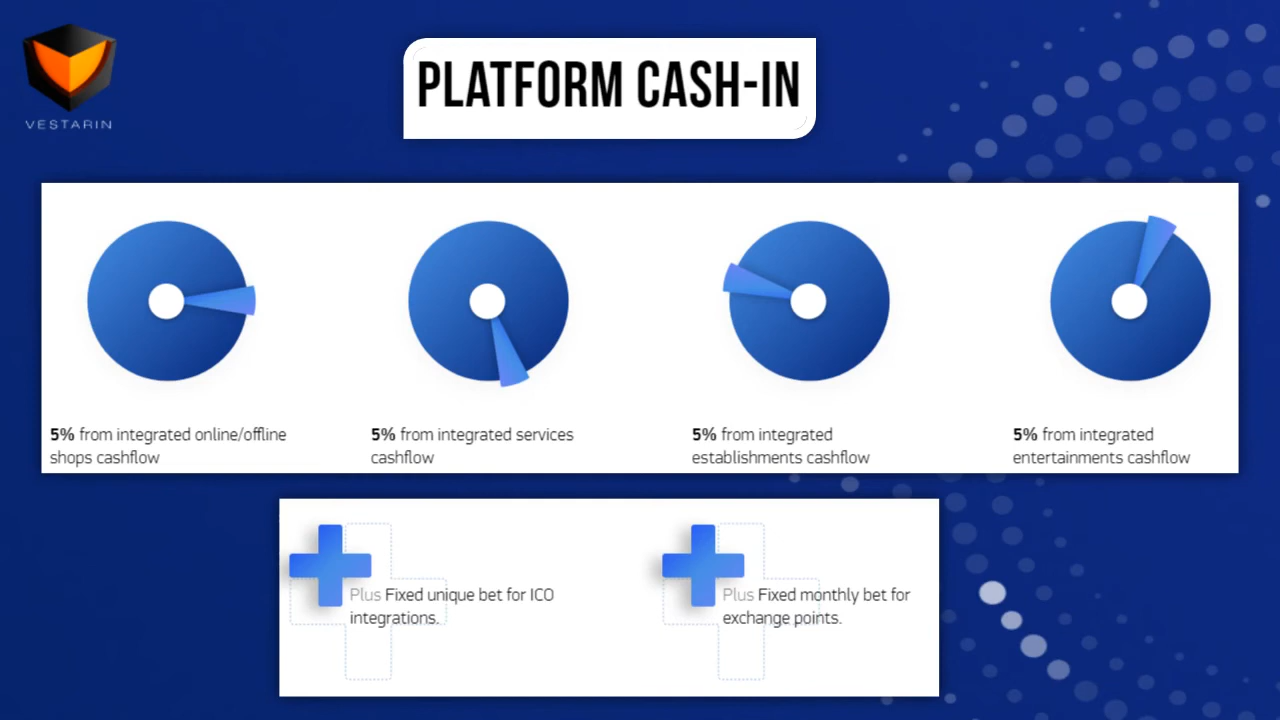 VESTARIN
PLATFORM CASH-IN
5% from integrated online/offline
shops cashflow
5% from integrated services
cashflow
5% from integrated
establishments cashflow
5% from integrated
entertainments cashflow
Plus Fixed unique bet for ICO
integrations.
Plus Fixed monthly bet for
exchange points.